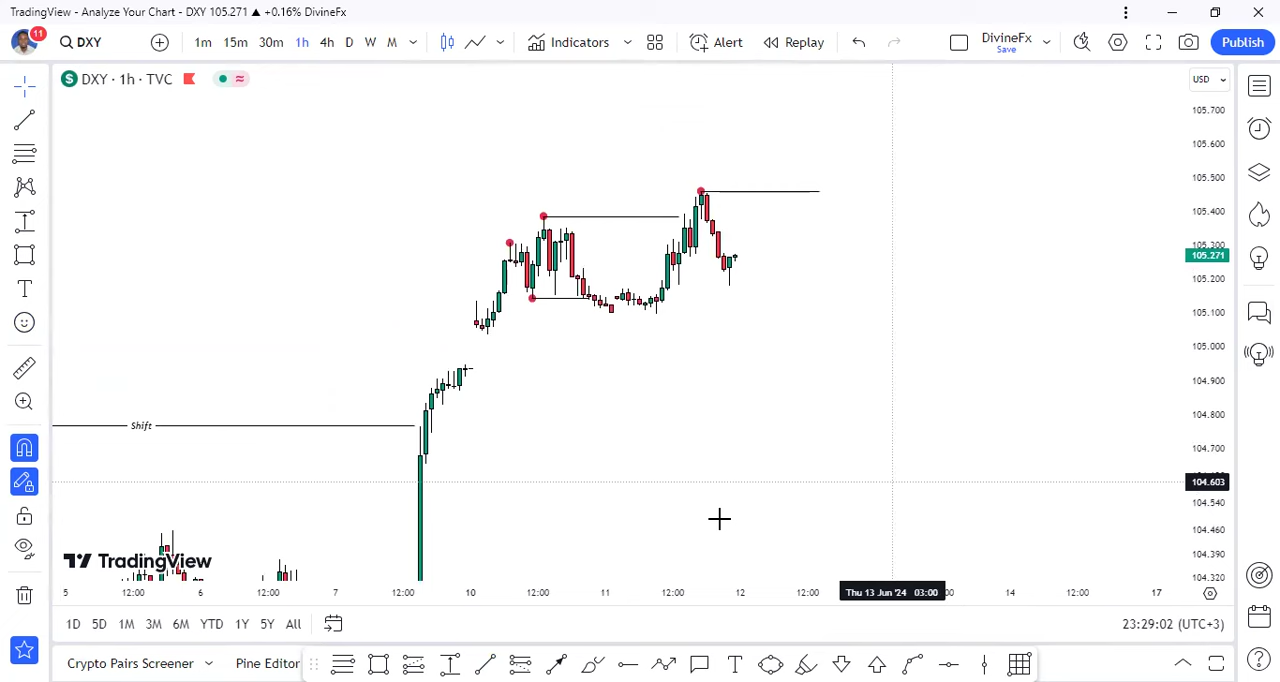 TradingView - Analyze Your Chart - DXY 105.271 ▲ +0.16% DivineFx
11 DXY 1m 15m 30m 1h 4h D W M Indicators Alert Replay DivineFx Save Publish
S DXY · 1h · TVC USD
105.700
105.600
105.500
105.400
105.300
105.271
105.200
105.100
105.000
104.900
104.800
Shift
104.700
104.603
104.540
104.460
104.390
104.320
TradingView
5 12:00 6 12:00 7 12:00 10 12:00 11 12:00 12 12:00 Thu 13 Jun '24 03:00 14 12:00 17
1D 5D 1M 3M 6M YTD 1Y 5Y All 23:29:02 (UTC+3)
Crypto Pairs Screener Pine Editor